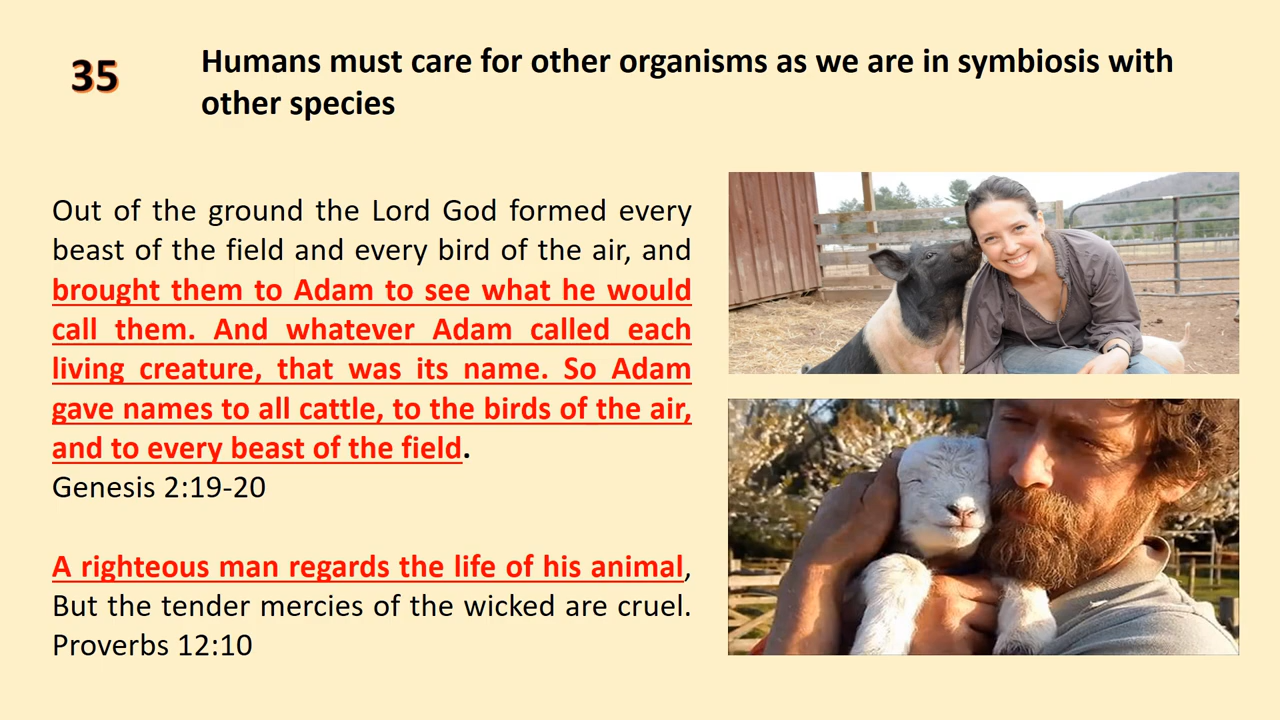 35
Humans must care for other organisms as we are in symbiosis with
other species
Out of the ground the Lord God formed every
beast of the field and every bird of the air, and
brought them to Adam to see what he would
call them. And whatever Adam called each
living creature, that was its name. So Adam
gave names to all cattle, to the birds of the air,
and to every beast of the field.
Genesis 2:19-20
A righteous man regards the life of his animal,
But the tender mercies of the wicked are cruel.
Proverbs 12:10